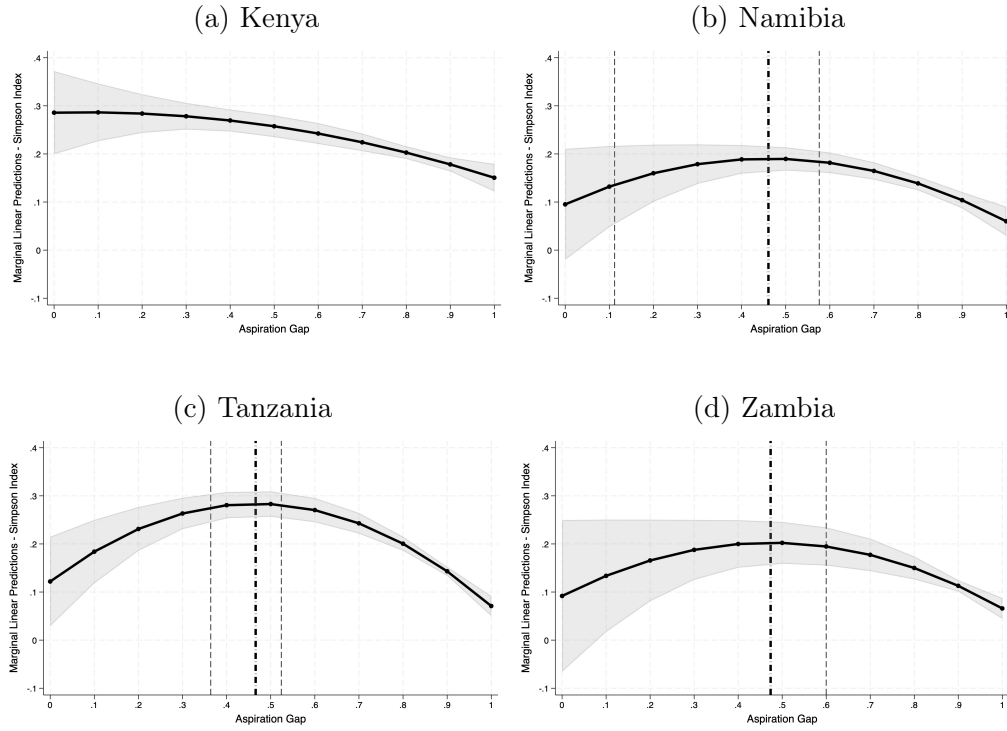 (a) Kenya
Marginal Linear Predictions - Simpson Index
.4
.3
.2
.1
0
-.1
0 .1 .2 .3 .4 .5 .6 .7 .8 .9 1
Aspiration Gap
(b) Namibia
Marginal Linear Predictions - Simpson Index
.4
.3
.2
.1
0
-.1
0 .1 .2 .3 .4 .5 .6 .7 .8 .9 1
Aspiration Gap
(c) Tanzania
Marginal Linear Predictions - Simpson Index
.4
.3
.2
.1
0
-.1
0 .1 .2 .3 .4 .5 .6 .7 .8 .9 1
Aspiration Gap
(d) Zambia
Marginal Linear Predictions - Simpson Index
.4
.3
.2
.1
0
-.1
0 .1 .2 .3 .4 .5 .6 .7 .8 .9 1
Aspiration Gap